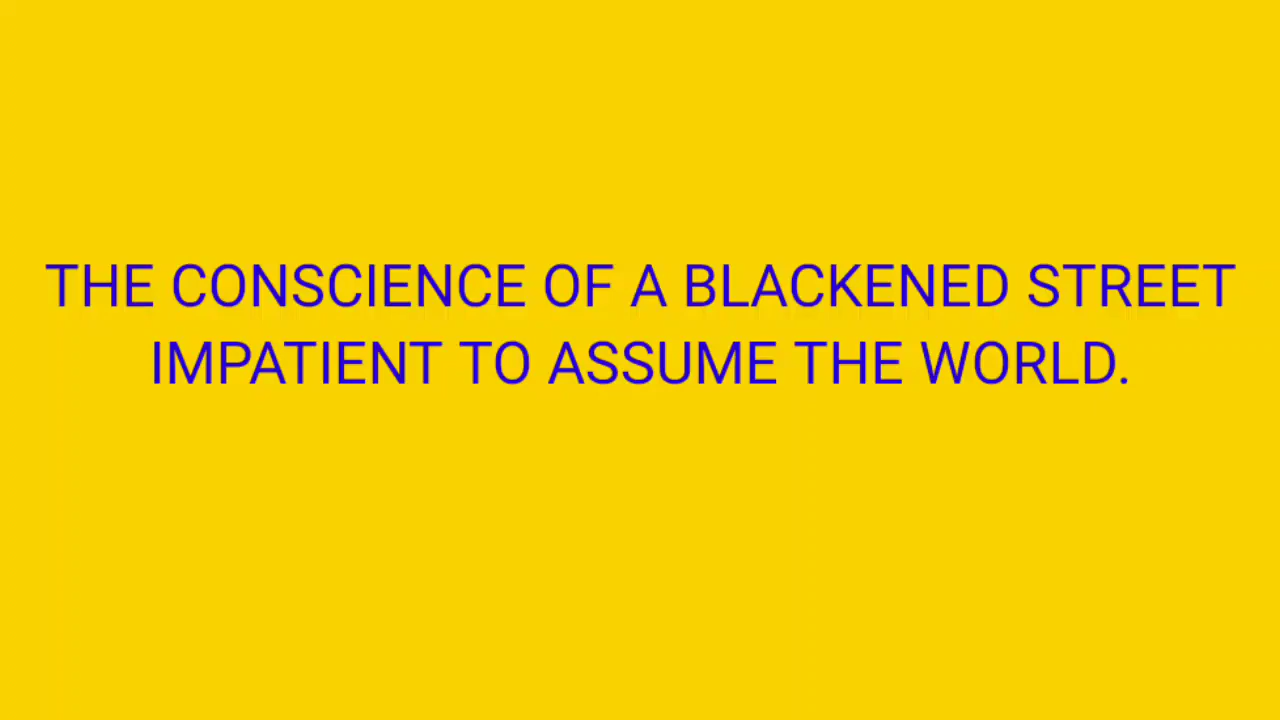 THE CONSCIENCE OF A BLACKENED STREET
IMPATIENT TO ASSUME THE WORLD.